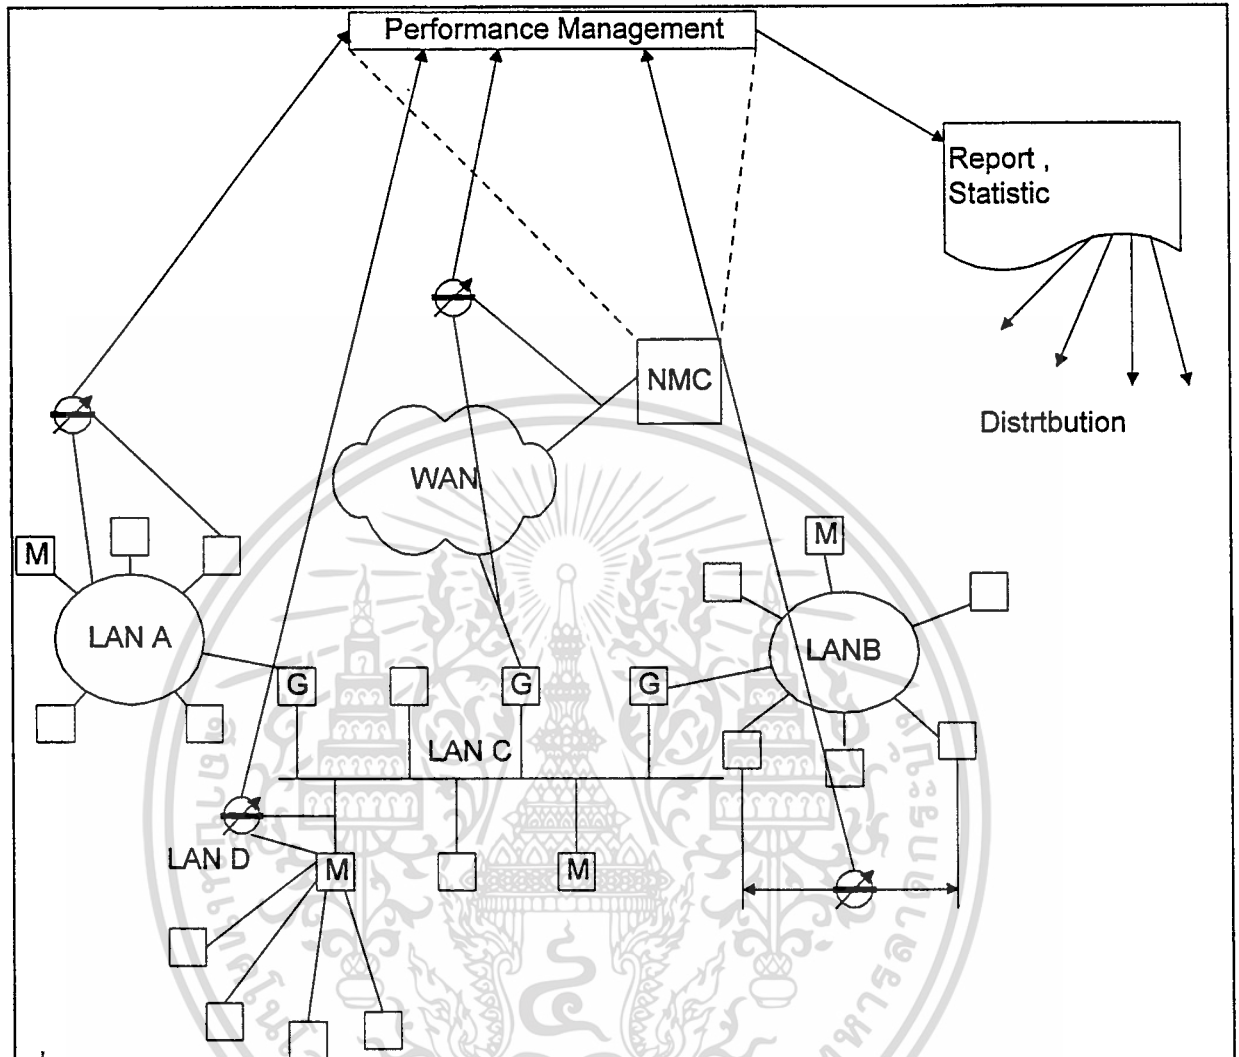 Performance Management
Report ,
Statistic
NMC
Distrtbution
WAN
M
M
LAN A
LANB
G
G
G
LAN C
LAN D
M
M